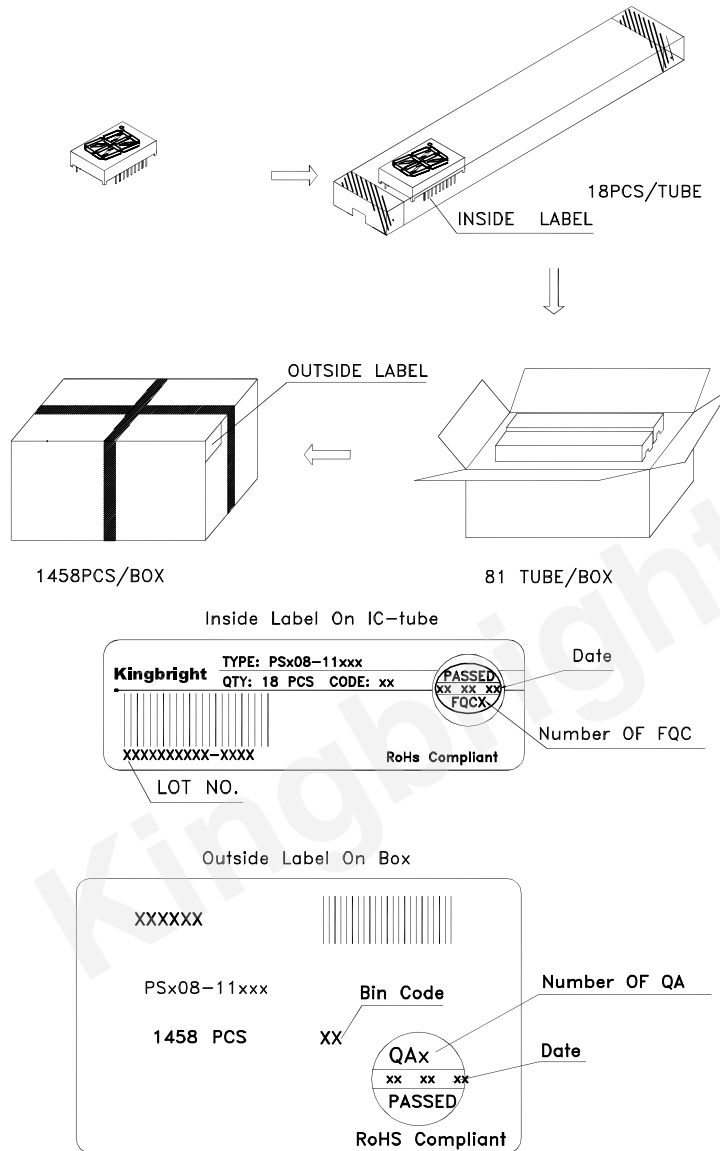 18PCS/TUBE
INSIDE LABEL
OUTSIDE LABEL
1458PCS/BOX
81 TUBE/BOX
Inside Label On IC-tube
Kingbright
TYPE: PSx08-11xxx
QTY: 18 PCS CODE: xx
PASSED
xx xx xx
FQCX
Date
Number OF FQC
XXXXXXXXXX-XXXX
RoHs Compliant
LOT NO.
Outside Label On Box
XXXXXX
PSx08-11xxx
Bin Code
Number OF QA
1458 PCS
XX
QAx
Date
xx xx xx
PASSED
RoHS Compliant
Kingbright